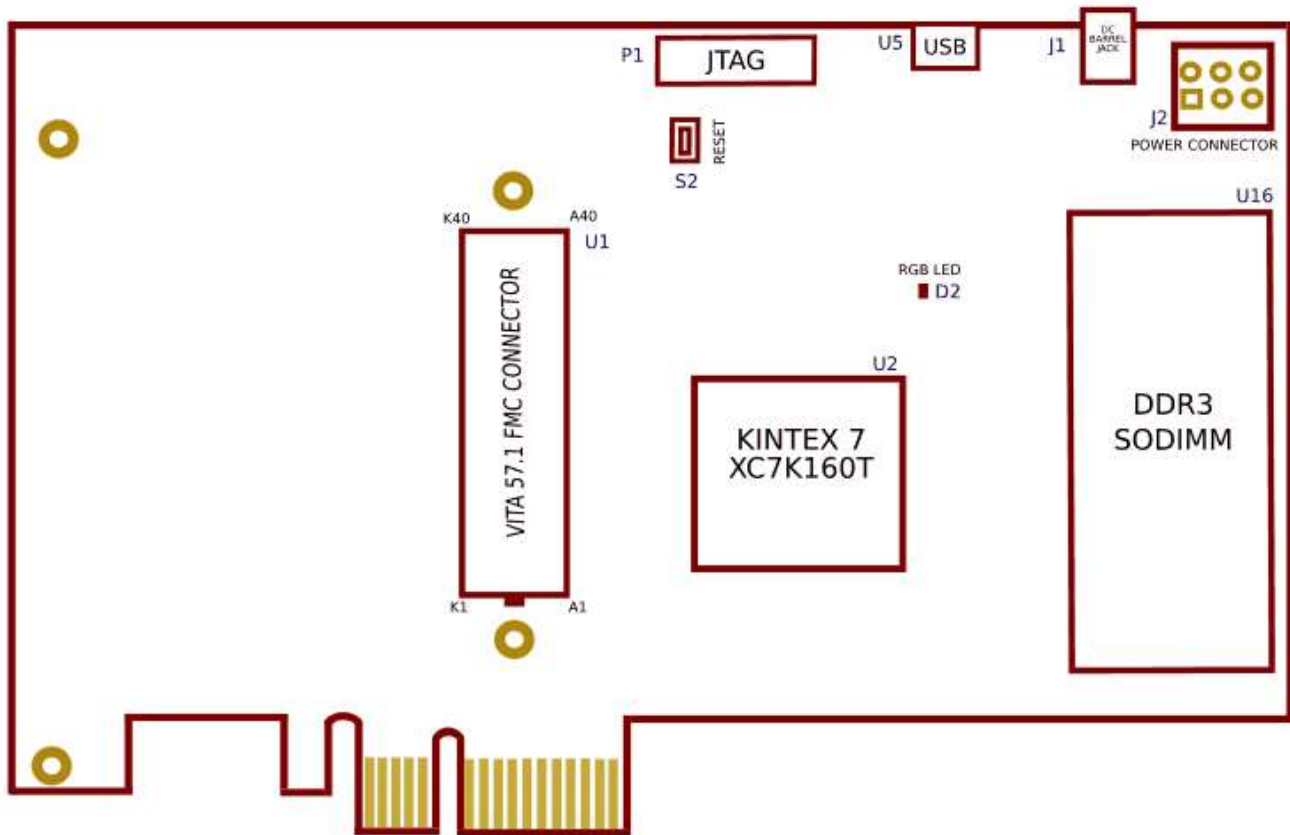 P1
JTAG
U5
USB
J1
DC
BARREL
JACK
J2
POWER CONNECTOR
RESET
S2
U16
K40
A40
U1
VITA 57.1 FMC CONNECTOR
RGB LED
D2
U2
KINTEX 7
XC7K160T
DDR3
SODIMM
K1
A1